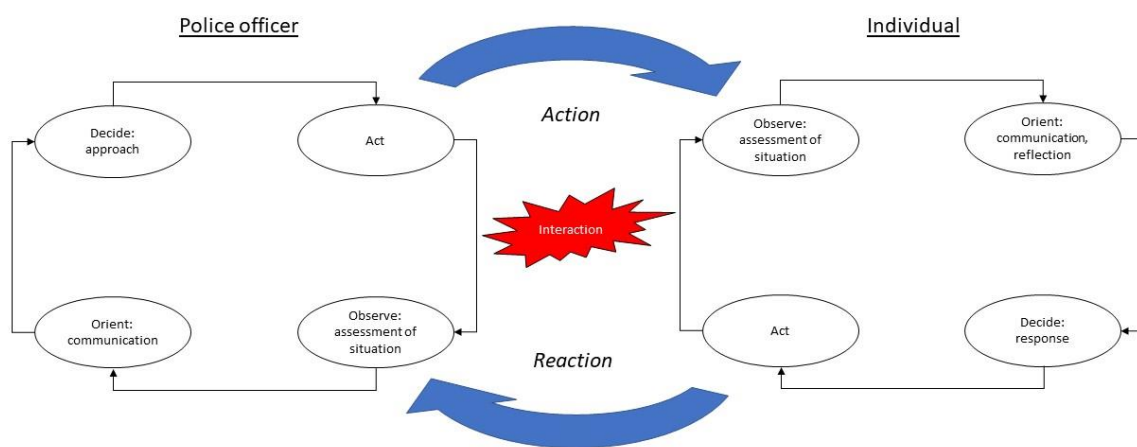 Police officer
Individual
Action
Decide:
approach
Act
Observe:
assessment of
situation
Orient:
communication,
reflection
Interaction
Orient:
communication
Observe:
assessment of
situation
Act
Decide:
response
Reaction